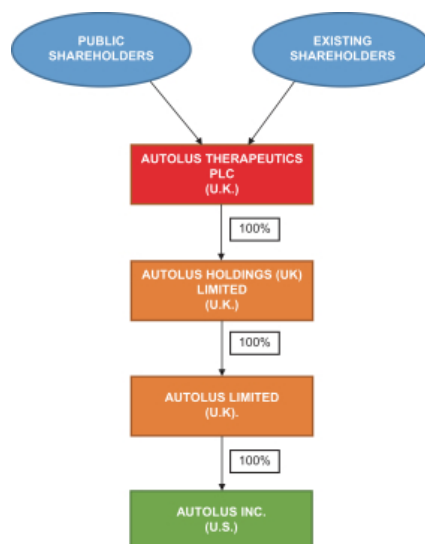 PUBLIC
SHAREHOLDERS
EXISTING
SHAREHOLDERS
AUTOLUS THERAPEUTICS
PLC
(U.K.)
100%
AUTOLUS HOLDINGS (UK)
LIMITED
(U.K.)
100%
AUTOLUS LIMITED
(U.K).
100%
AUTOLUS INC.
(U.S.)